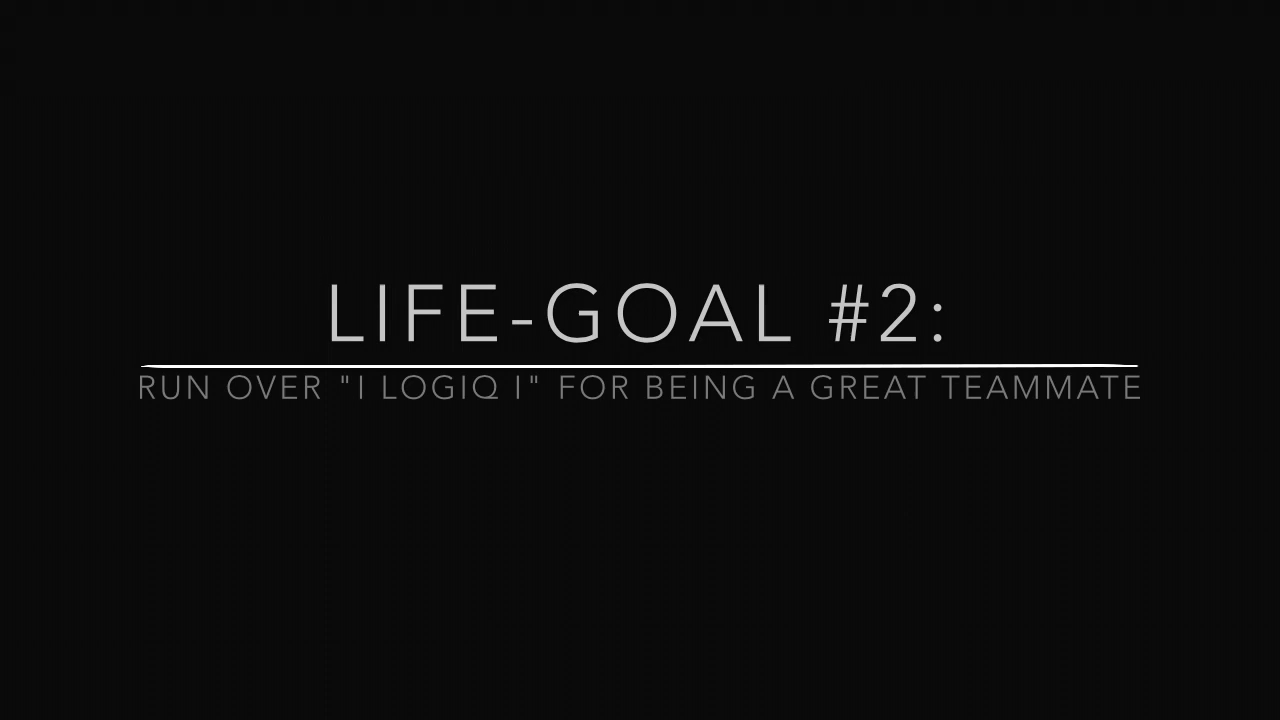 LIFE-GOAL #2:
RUN OVER "I LOGIQ I" FOR BEING A GREAT TEAMMATE